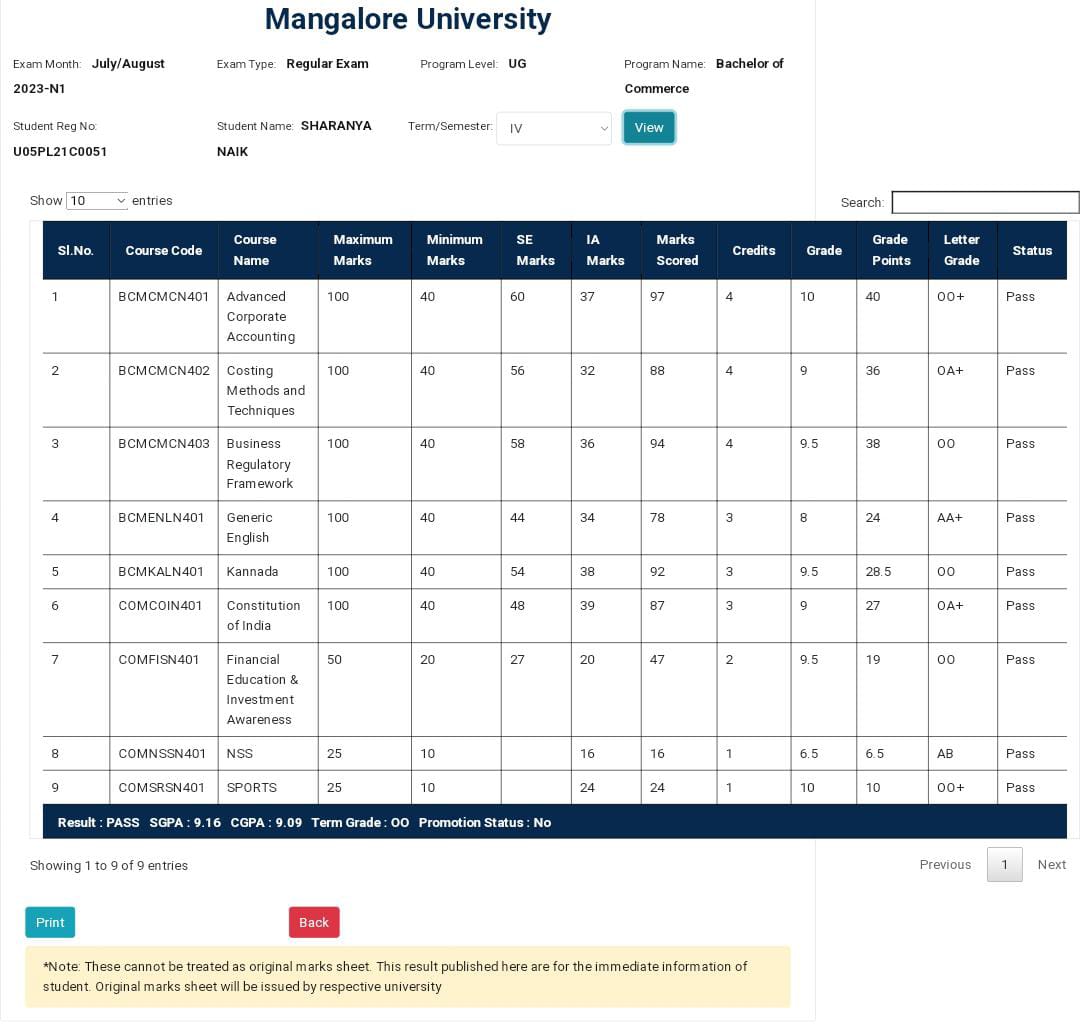 Mangalore University
Exam Month: July/August 2023-N1
Exam Type: Regular Exam
Program Level: UG
Program Name: Bachelor of Commerce
Student Reg No: U05PL21C0051
Student Name: SHARANYA NAIK
Term/Semester: IV View
Show 10 entries
Search:
Sl.No. Course Code Course Name Maximum Marks Minimum Marks SE Marks IA Marks Marks Scored Credits Grade Grade Points Letter Grade Status
1 BCMCMCN401 Advanced Corporate Accounting 100 40 60 37 97 4 10 40 OO+ Pass
2 BCMCMCN402 Costing Methods and Techniques 100 40 56 32 88 4 9 36 OA+ Pass
3 BCMCMCN403 Business Regulatory Framework 100 40 58 36 94 4 9.5 38 OO Pass
4 BCMENLN401 Generic English 100 40 44 34 78 3 8 24 AA+ Pass
5 BCMKALN401 Kannada 100 40 54 38 92 3 9.5 28.5 OO Pass
6 COMCOIN401 Constitution of India 100 40 48 39 87 3 9 27 OA+ Pass
7 COMFISN401 Financial Education & Investment Awareness 50 20 27 20 47 2 9.5 19 OO Pass
8 COMNSSN401 NSS 25 10 16 16 1 6.5 6.5 AB Pass
9 COMSRSN401 SPORTS 25 10 24 24 1 10 10 OO+ Pass
Result : PASS SGPA : 9.16 CGPA : 9.09 Term Grade : OO Promotion Status : No
Showing 1 to 9 of 9 entries
Previous 1 Next
Print Back
*Note: These cannot be treated as original marks sheet. This result published here are for the immediate information of
student. Original marks sheet will be issued by respective university